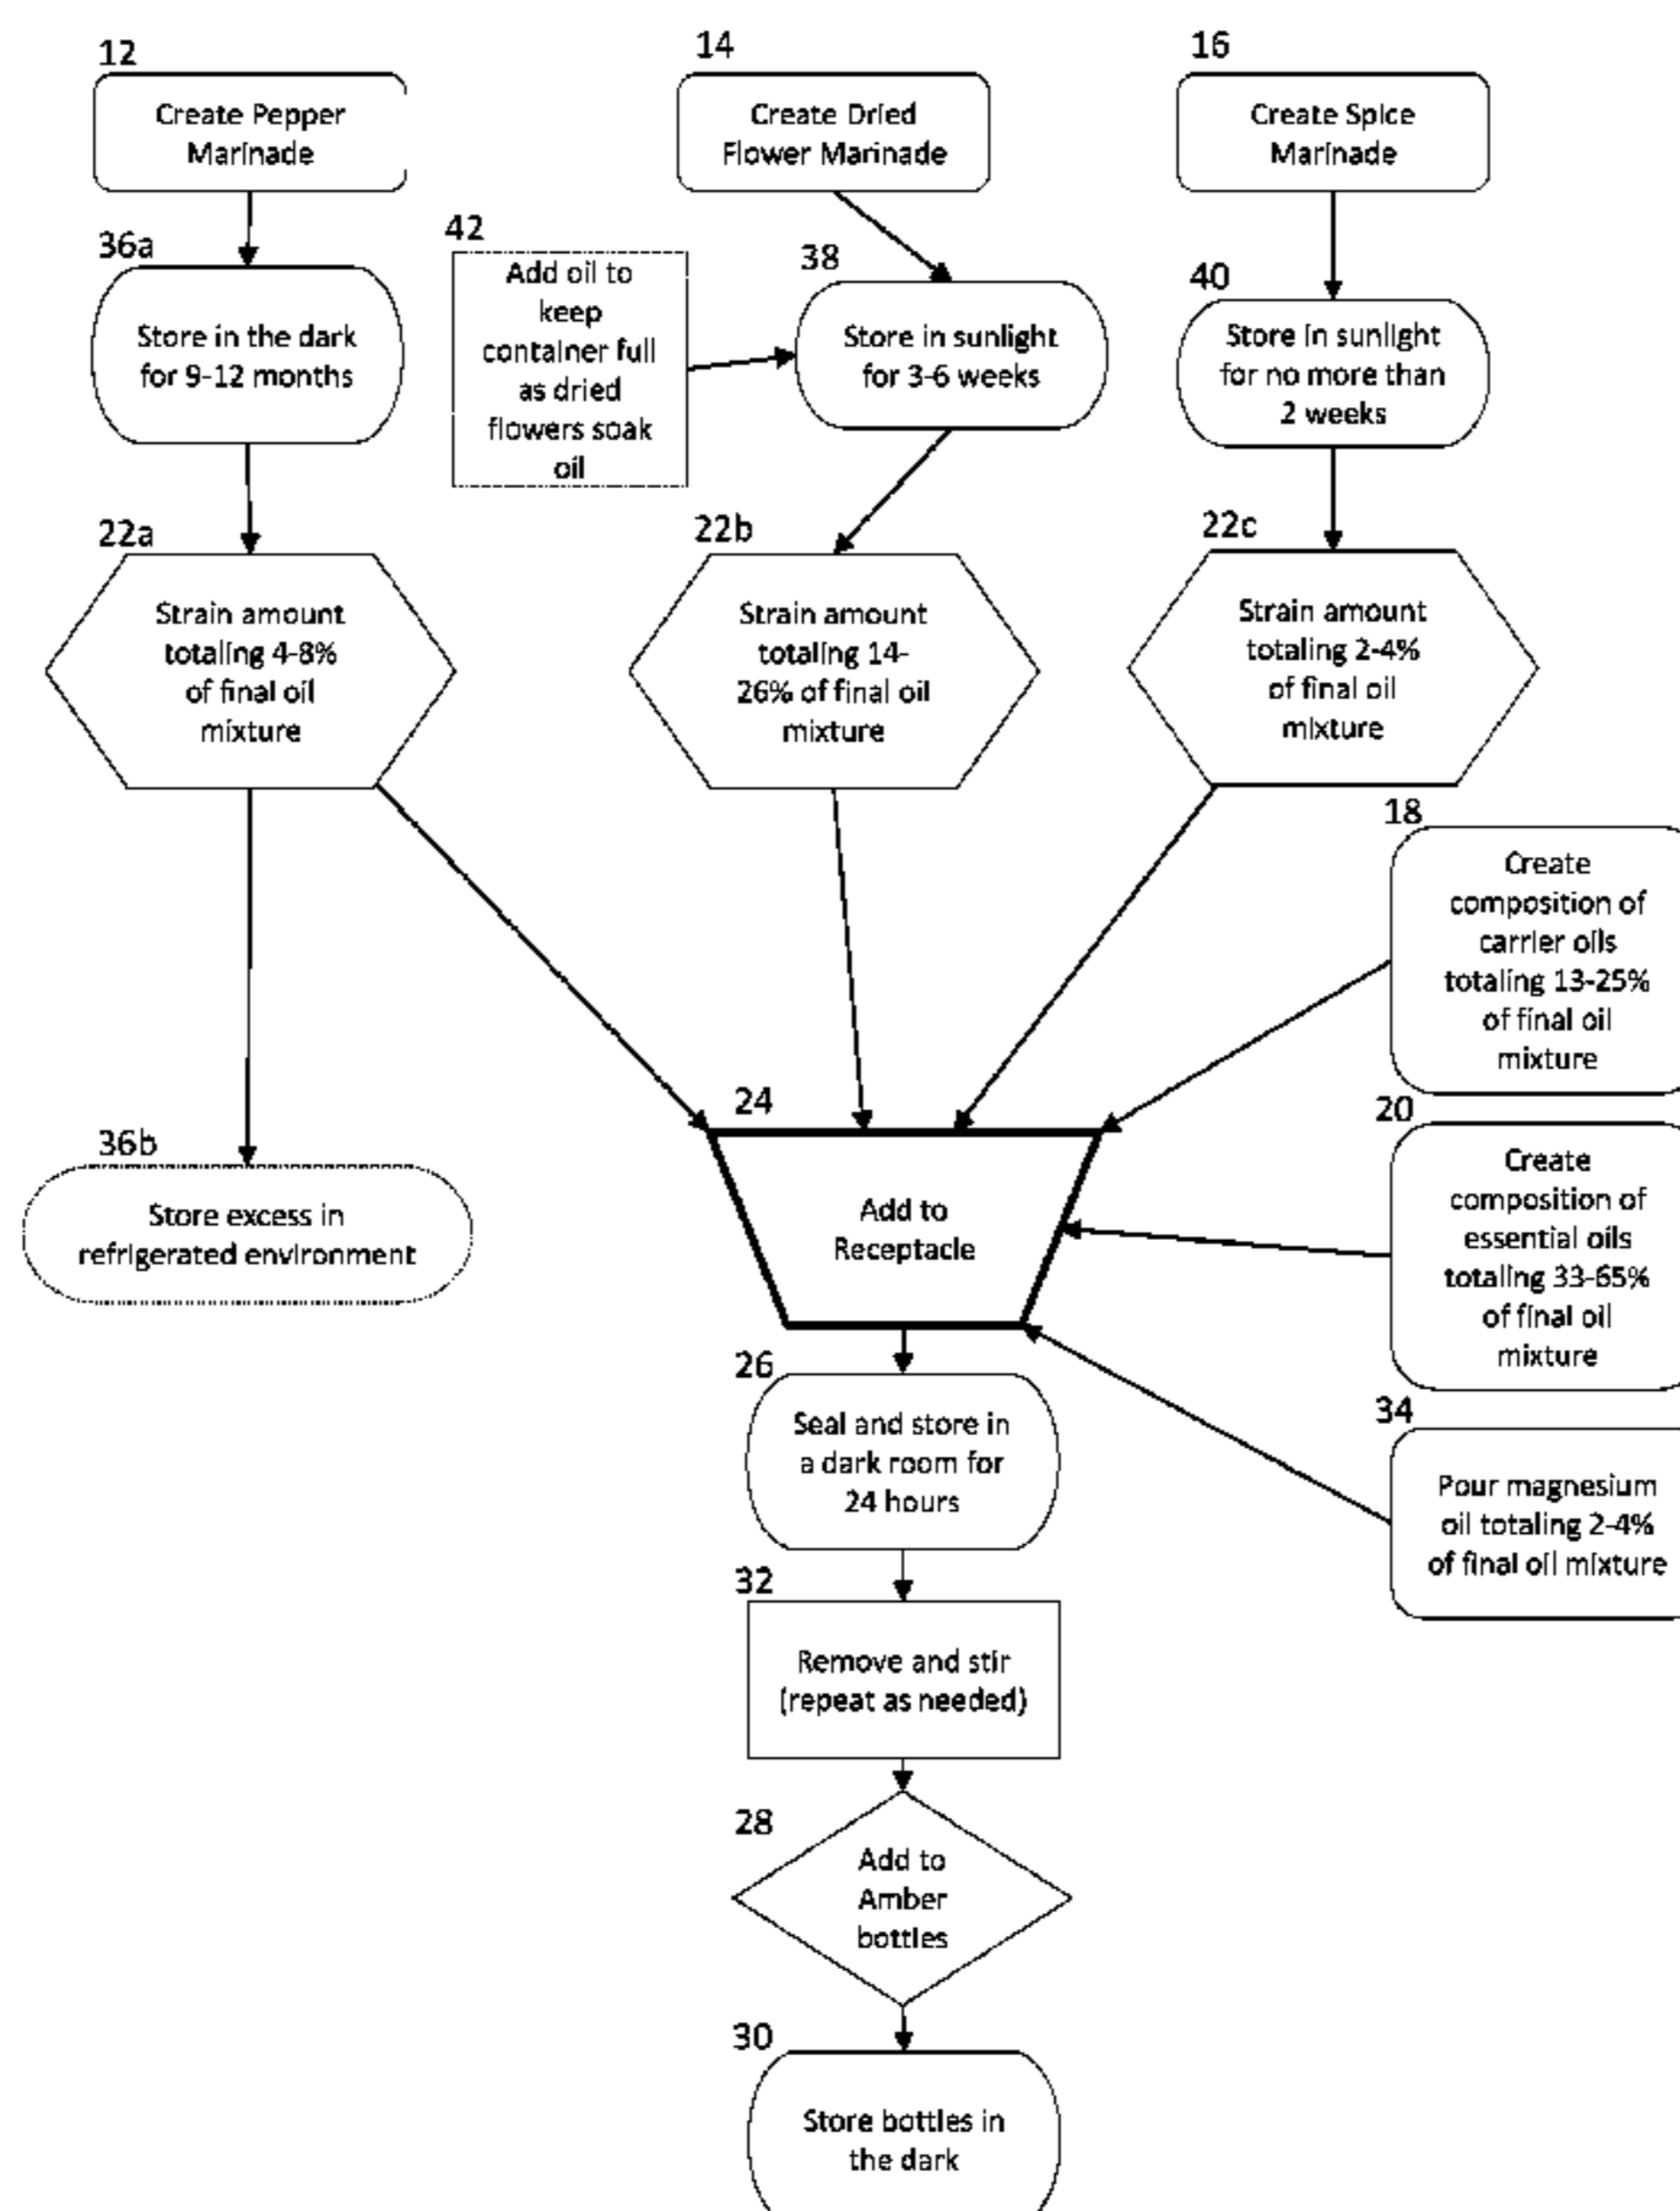 12
Create Pepper
Marinade
14
Create Dried
Flower Marinade
16
Create Spice
Marinade
36a
Store in the dark
for 9-12 months
42
Add oil to
keep
container full
as dried
flowers soak
oil
38
Store in sunlight
for 3-6 weeks
40
Store in sunlight
for no more than
2 weeks
22a
Strain amount
totaling 4-8%
of final oil
mixture
22b
Strain amount
totaling 14-
26% of final oil
mixture
22c
Strain amount
totaling 2-4%
of final oil
mixture
18
Create
composition of
carrier oils
totaling 13-25%
of final oil
mixture
36b
Store excess in
refrigerated environment
24
Add to
Receptacle
20
Create
composition of
essential oils
totaling 33-65%
of final oil
mixture
34
Pour magnesium
oil totaling 2-4%
of final oil mixture
26
Seal and store in
a dark room for
24 hours
32
Remove and stir
(repeat as needed)
28
Add to
Amber
bottles
30
Store bottles in
the dark